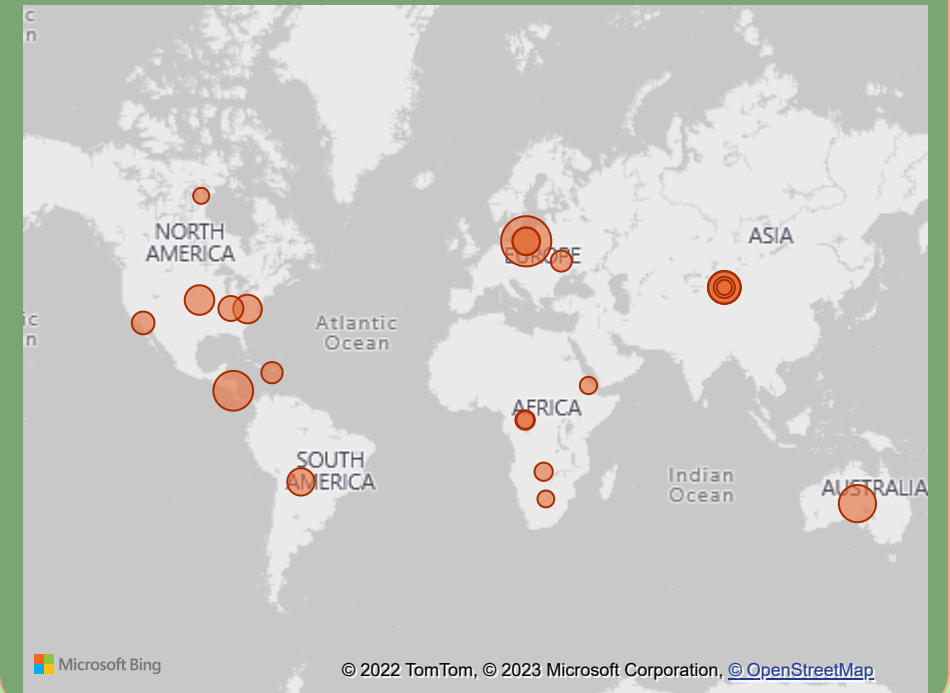 c
n
NORTH
AMERICA
EUROPE
ASIA
ic
n
Atlantic
Ocean
AFRICA
SOUTH
AMERICA
Indian
Ocean
AUSTRALIA
Microsoft Bing
© 2022 TomTom, © 2023 Microsoft Corporation, © OpenStreetMap